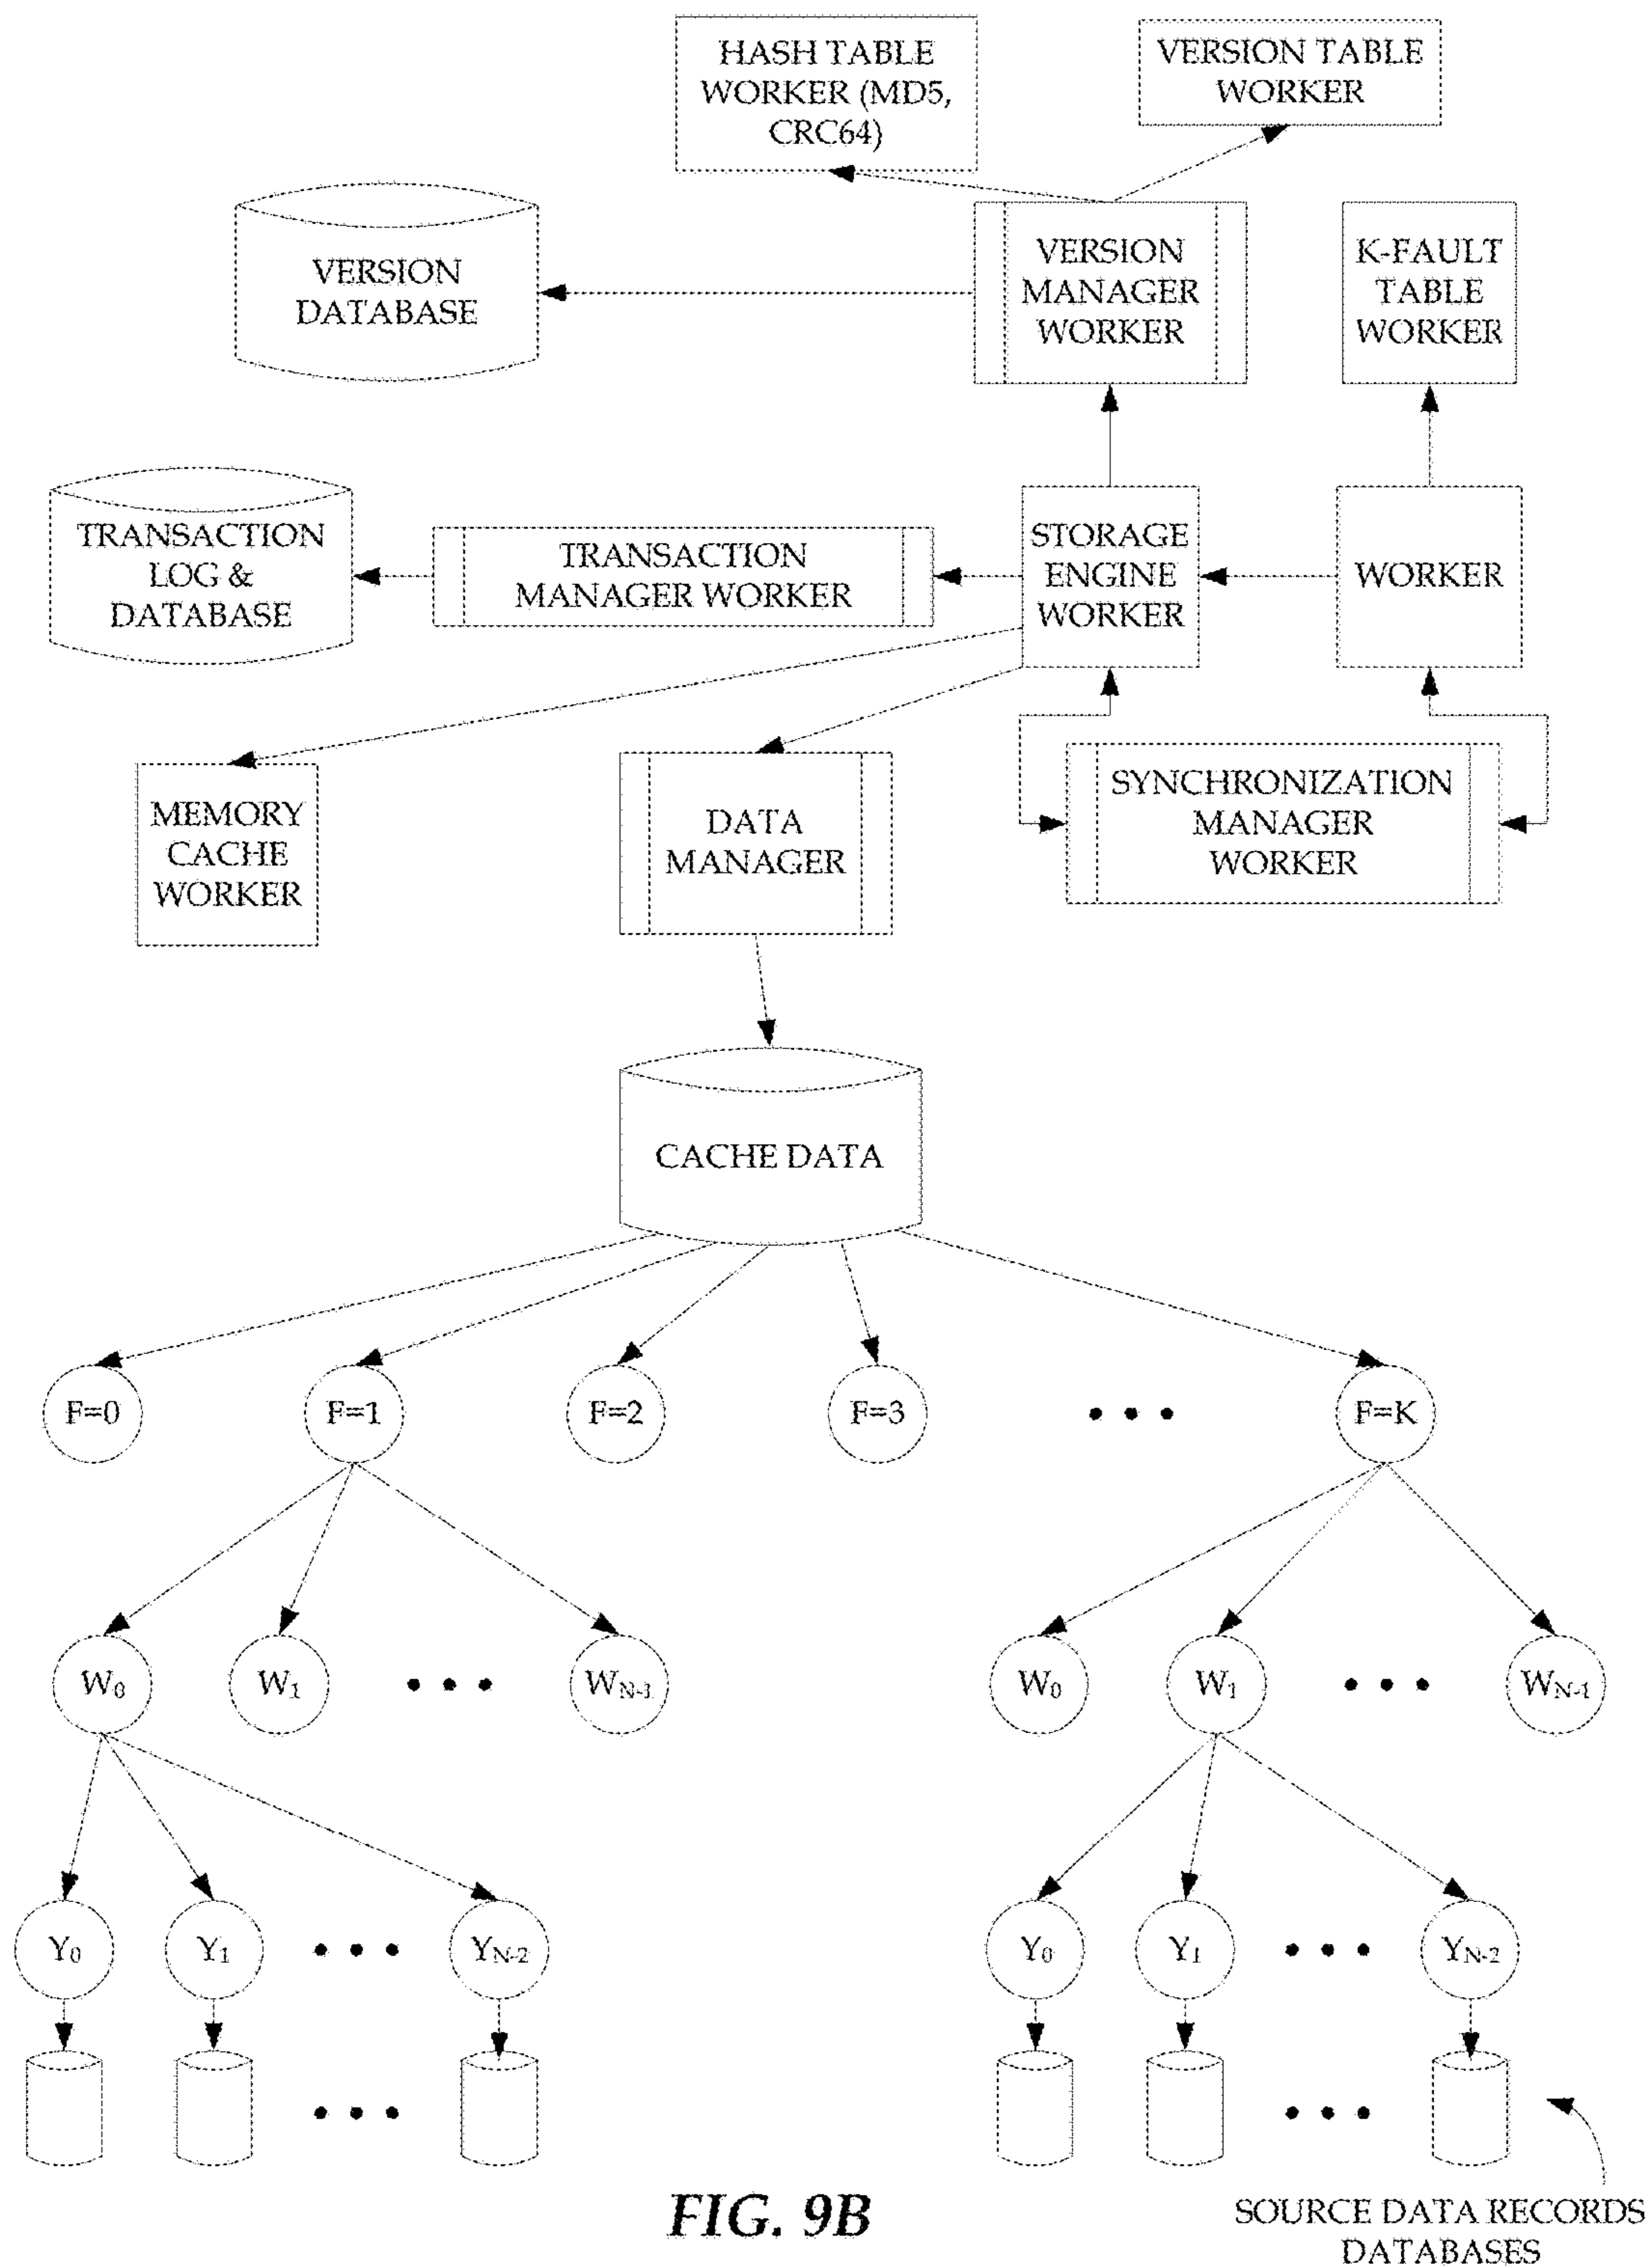 HASH TABLE
WORKER (MD5,
CRC64)
VERSION TABLE
WORKER
VERSION
DATABASE
VERSION
MANAGER
WORKER
K-FAULT
TABLE
WORKER
TRANSACTION
LOG &
DATABASE
TRANSACTION
MANAGER WORKER
STORAGE
ENGINE
WORKER
WORKER
MEMORY
CACHE
WORKER
DATA
MANAGER
SYNCHRONIZATION
MANAGER
WORKER
CACHE DATA
F=0
F=1
F=2
F=3
• • •
F=K
W0
W1
• • •
WN-1
W0
W1
• • •
WN-1
Y0
Y1
• • •
YN-2
Y0
Y1
• • •
YN-2
• • •
• • •
FIG. 9B
SOURCE DATA RECORDS
DATABASES